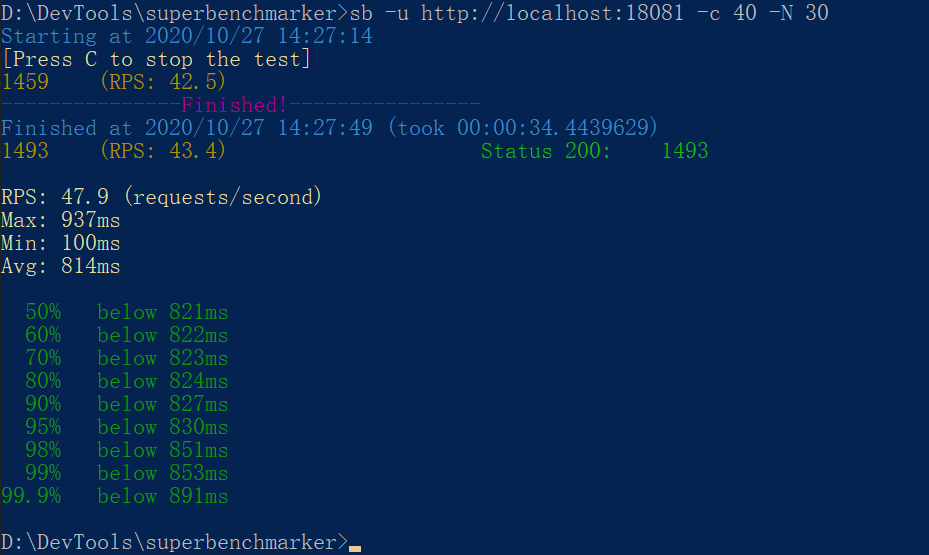 D:\DevTools\superbenchmarker>sb -u http://localhost:18081 -c 40 -N 30
Starting at 2020/10/27 14:27:14
[Press C to stop the test]
1459    (RPS: 42.5)
---------------Finished!----------------
Finished at 2020/10/27 14:27:49 (took 00:00:34.4439629)
1493    (RPS: 43.4)                     Status 200:    1493
RPS: 47.9 (requests/second)
Max: 937ms
Min: 100ms
Avg: 814ms
50%   below 821ms
60%   below 822ms
70%   below 823ms
80%   below 824ms
90%   below 827ms
95%   below 830ms
98%   below 851ms
99%   below 853ms
99.9%   below 891ms
D:\DevTools\superbenchmarker>